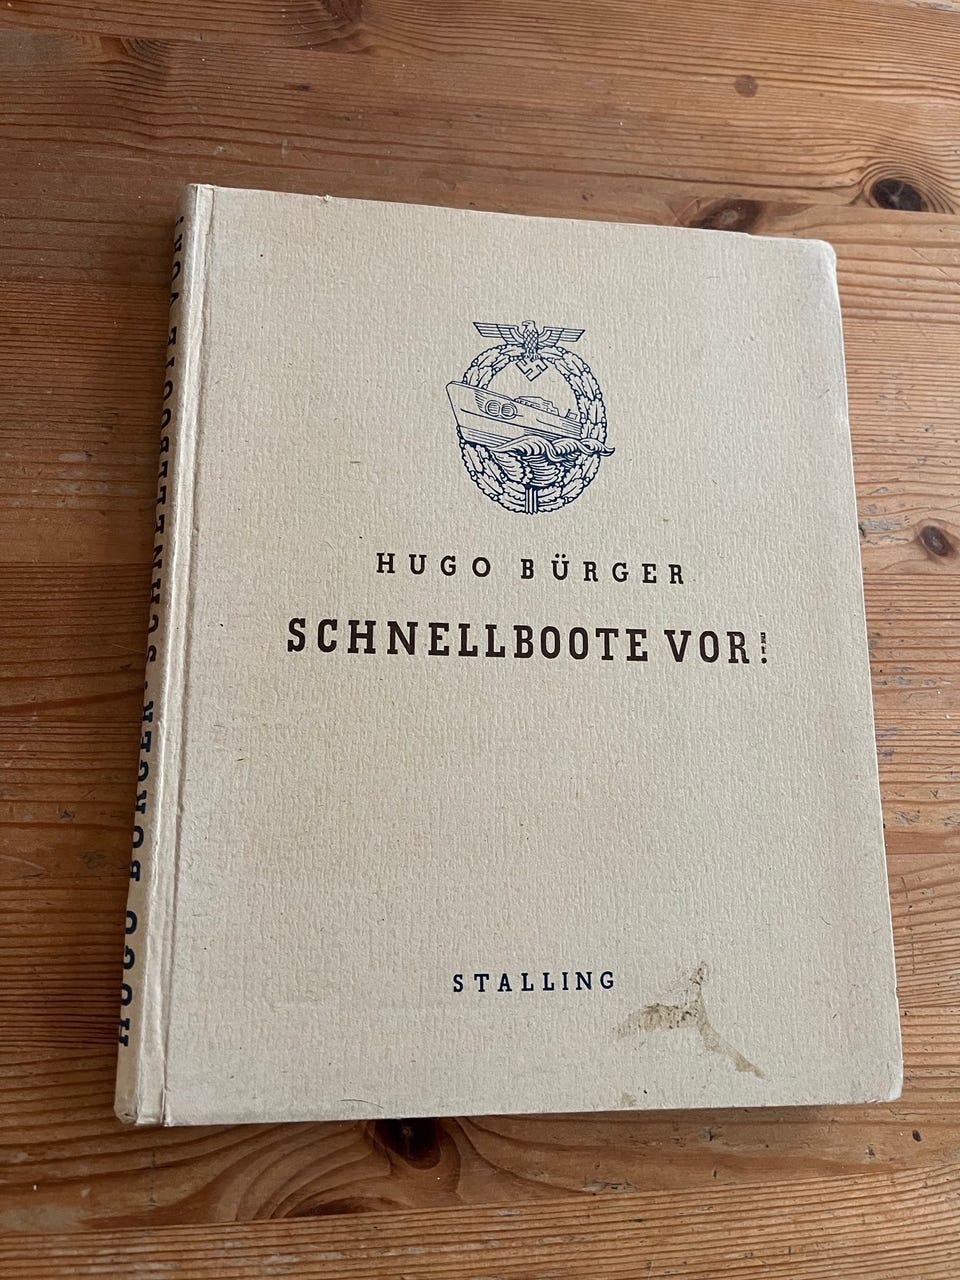 HUGO BÜRGER
SCHNELLBOOTE VOR!
STALLING
HUGO BÜRGER · SCHNELLBOOTE VOR!